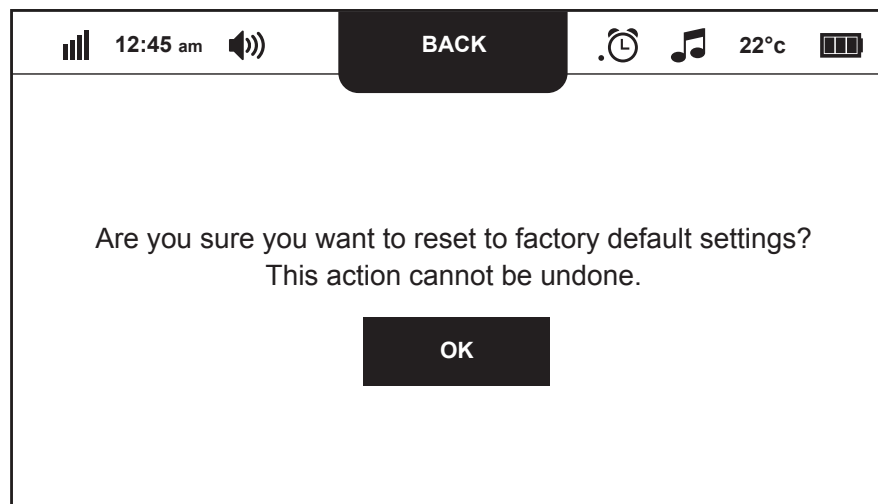 12:45 am BACK 22°c
Are you sure you want to reset to factory default settings?
This action cannot be undone.
OK